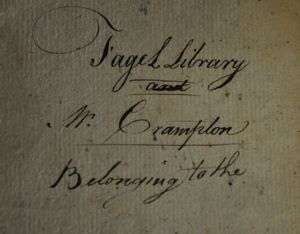 Fagel Library
and
Mr. Crampton
Belonging to the